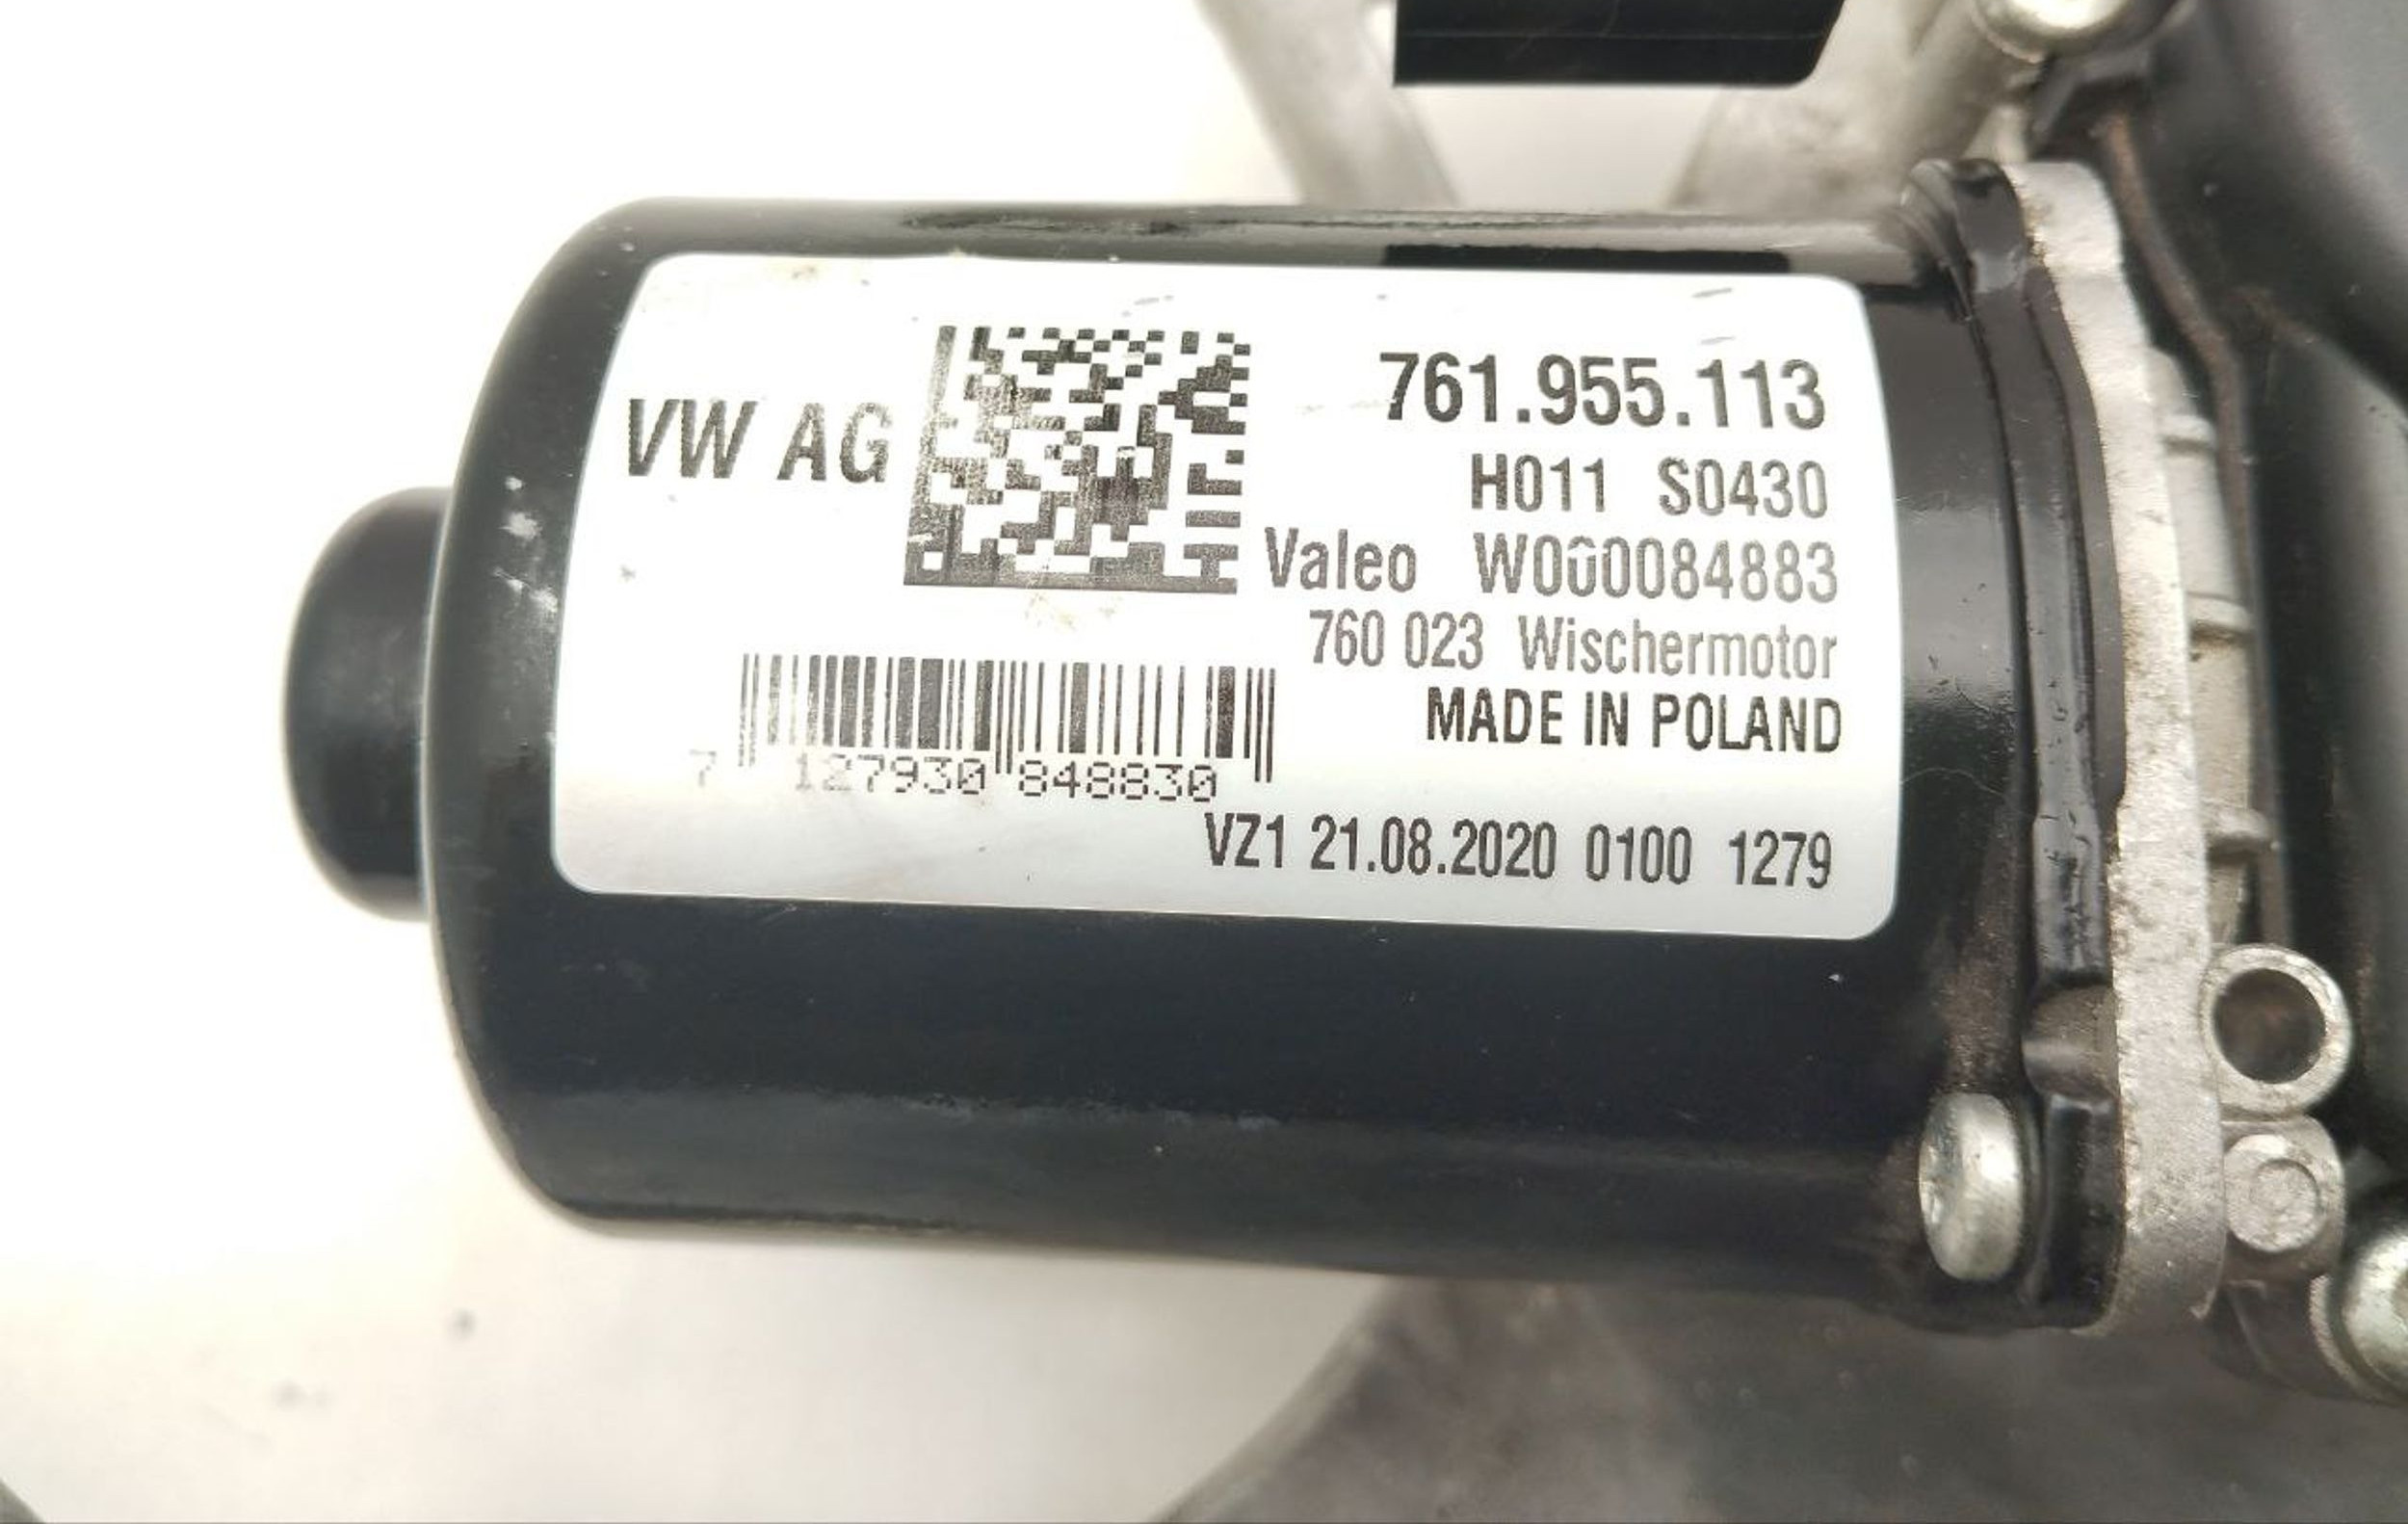 VW AG
761.955.113
H011 S0430
Valeo W000084883
760 023 Wischermotor
MADE IN POLAND
7 127930 848830
VZ1 21.08.2020 0100 1279